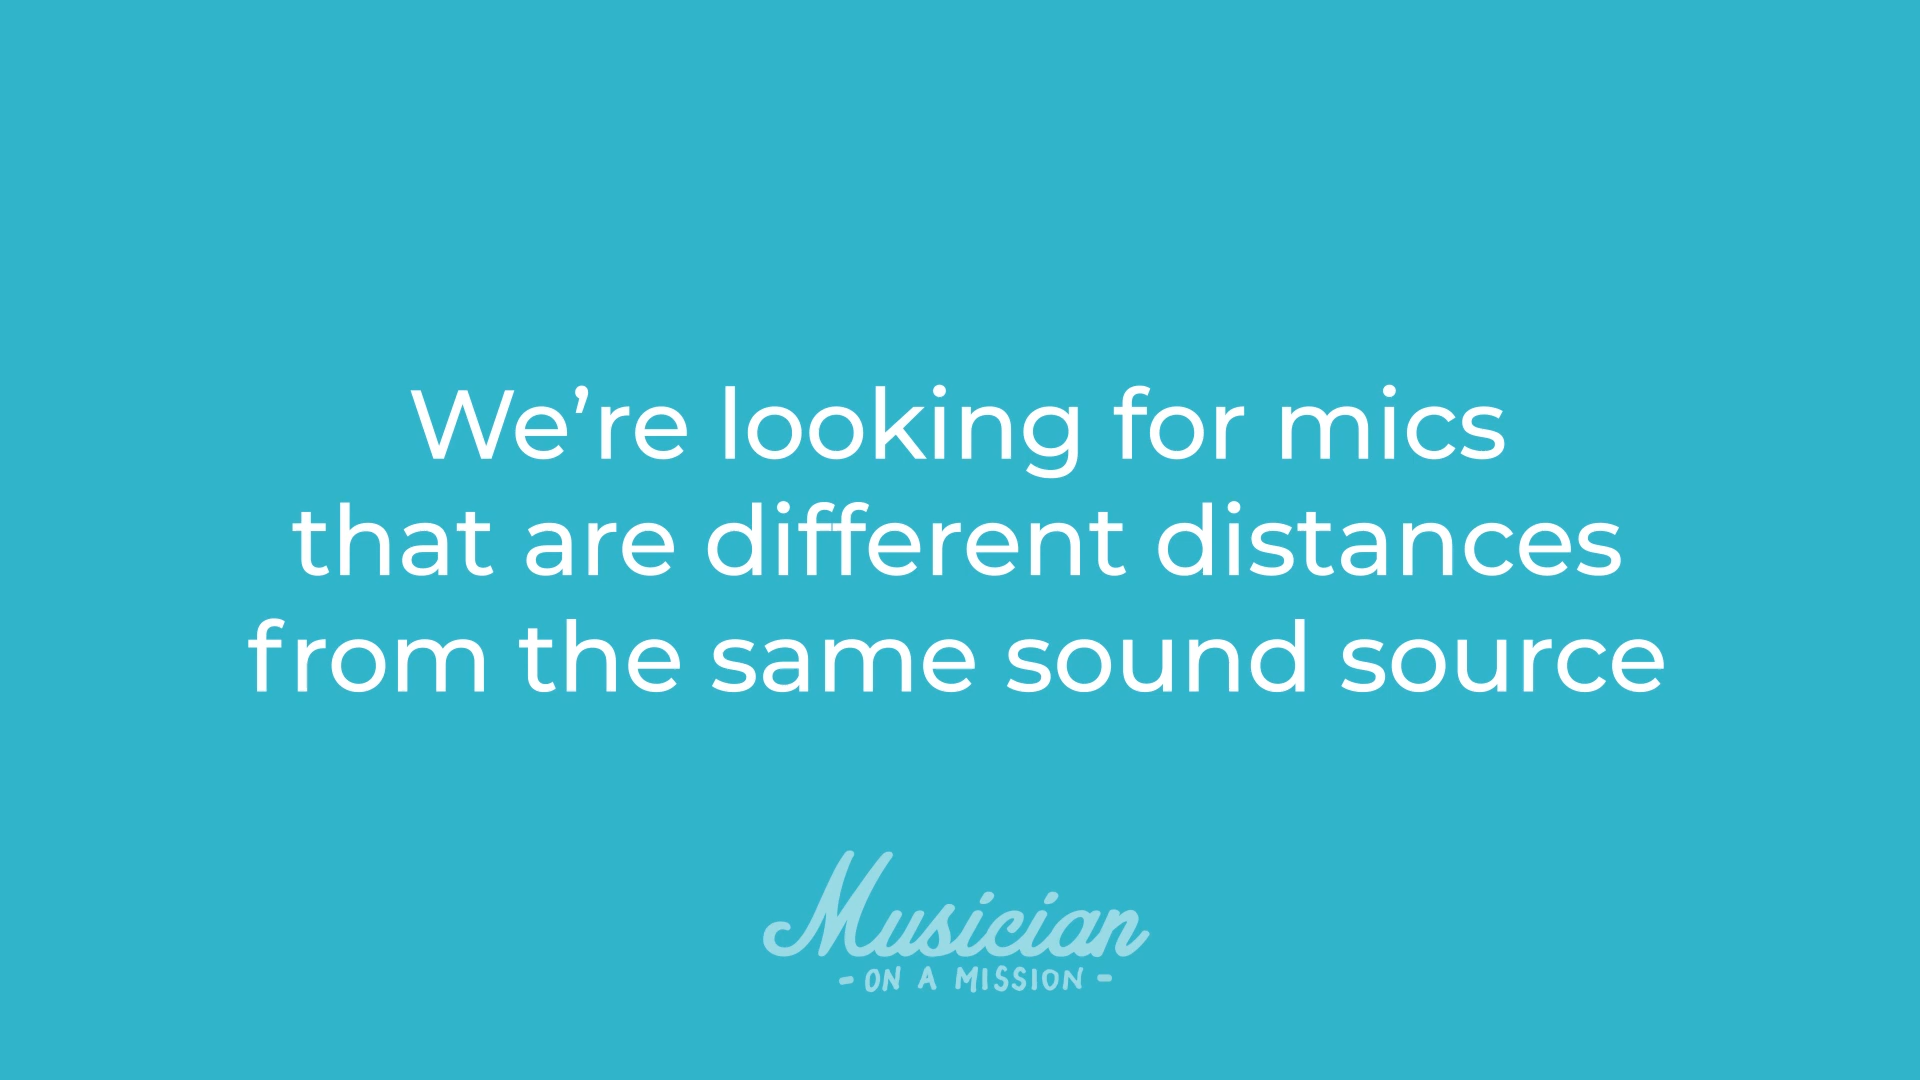 We’re looking for mics
that are different distances
from the same sound source
Musician
- ON A MISSION -